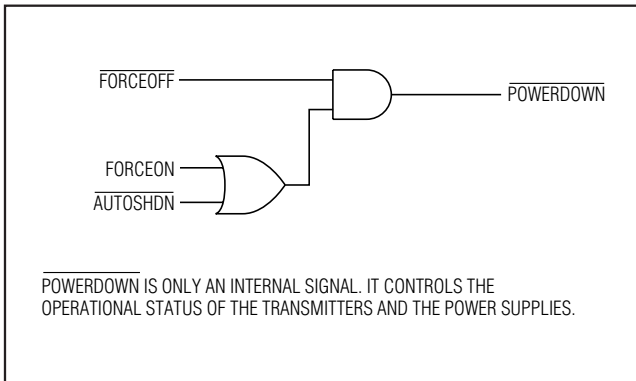 FORCEOFF
POWERDOWN
FORCEON
AUTOSHDN
POWERDOWN IS ONLY AN INTERNAL SIGNAL. IT CONTROLS THE
OPERATIONAL STATUS OF THE TRANSMITTERS AND THE POWER SUPPLIES.